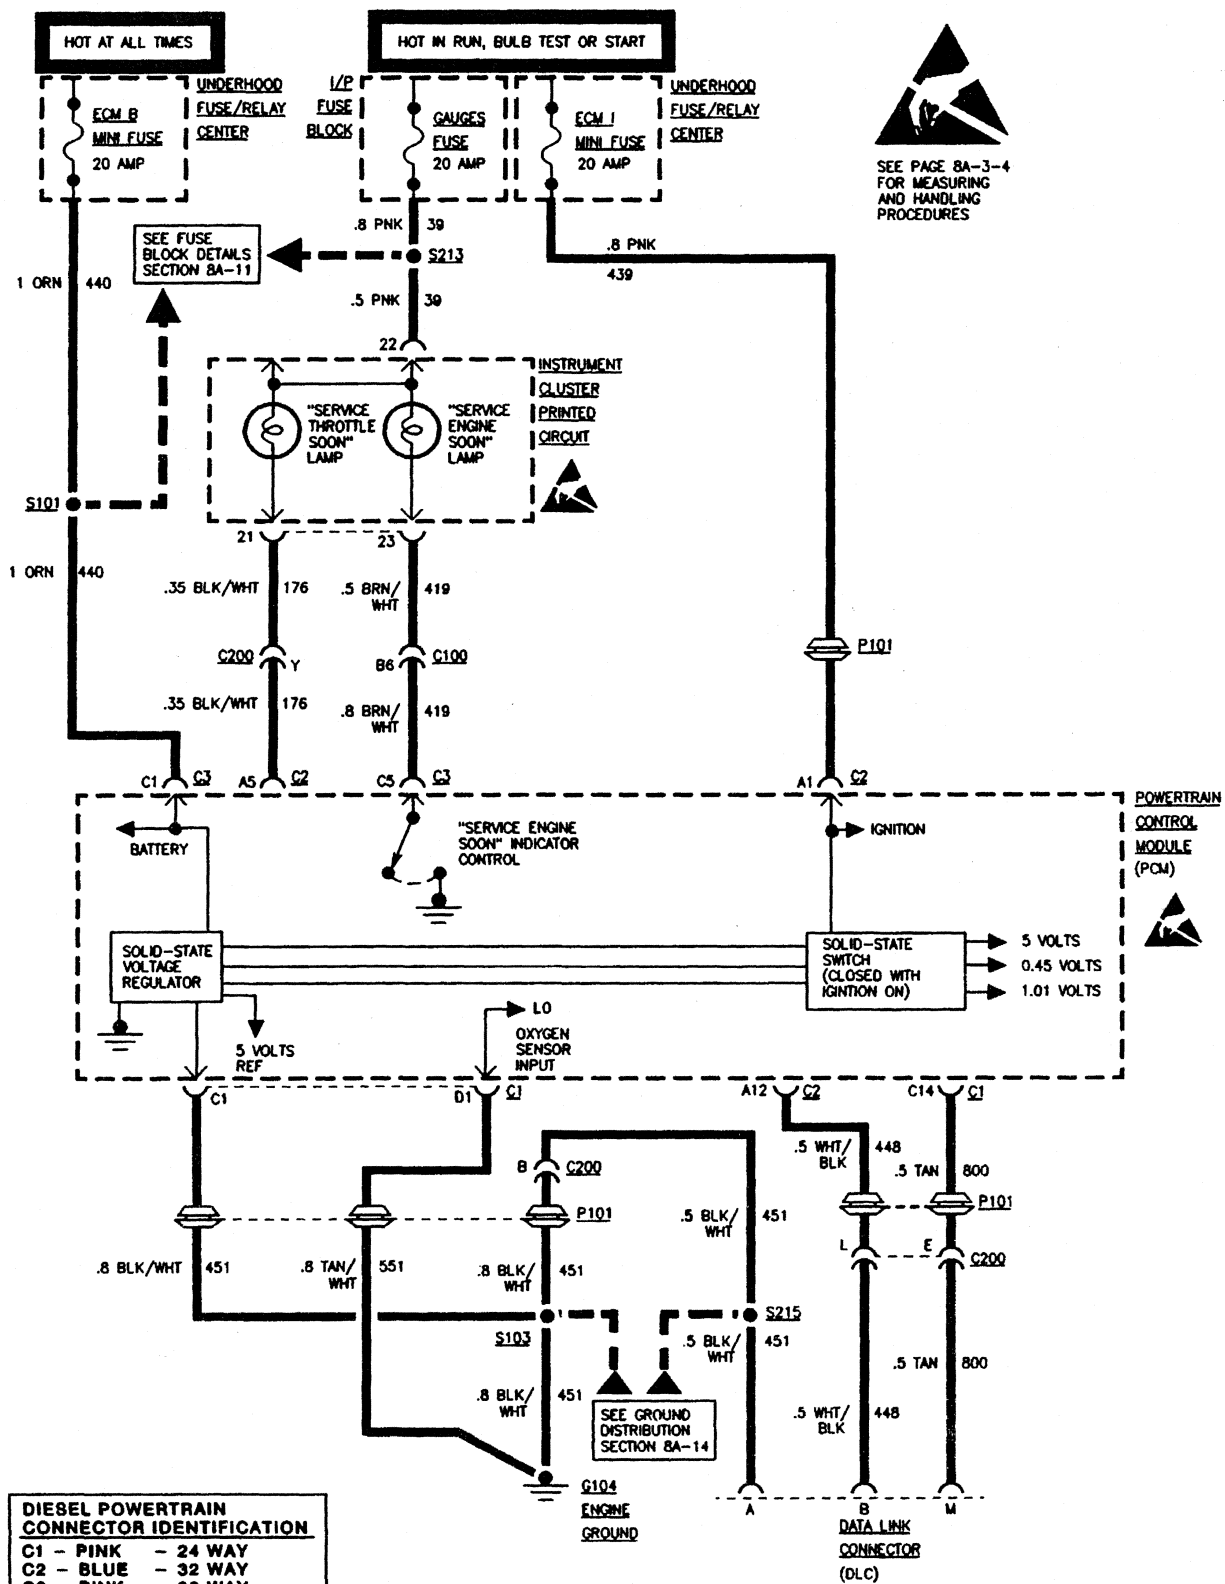 HOT AT ALL TIMES
HOT IN RUN, BULB TEST OR START
ECM B
MINI FUSE
20 AMP
UNDERHOOD
FUSE/RELAY
CENTER
I/P
FUSE
BLOCK
GAUGES
FUSE
20 AMP
ECM I
MINI FUSE
20 AMP
UNDERHOOD
FUSE/RELAY
CENTER
SEE PAGE 8A-3-4
FOR MEASURING
AND HANDLING
PROCEDURES
.8 PNK 39
S213
SEE FUSE
BLOCK DETAILS
SECTION 8A-11
.8 PNK
439
1 ORN 440
.5 PNK 39
22
INSTRUMENT
CLUSTER
PRINTED
CIRCUIT
"SERVICE
THROTTLE
SOON"
LAMP
"SERVICE
ENGINE
SOON"
LAMP
S101
21
23
1 ORN 440
.35 BLK/WHT 176
.5 BRN/
WHT
419
C200 Y
B6 C100
P101
.35 BLK/WHT 176
.8 BRN/
WHT
419
C1 C3
A5 C2
C5 C3
A1 C2
POWERTRAIN
CONTROL
MODULE
(PCM)
BATTERY
"SERVICE ENGINE
SOON" INDICATOR
CONTROL
IGNITION
SOLID-STATE
VOLTAGE
REGULATOR
SOLID-STATE
SWITCH
(CLOSED WITH
IGNITION ON)
5 VOLTS
0.45 VOLTS
1.01 VOLTS
5 VOLTS
REF
LO
OXYGEN
SENSOR
INPUT
C1
D1 C1
A12 C2
C14 C1
B C200
.5 WHT/
BLK
448
.5 TAN 800
P101
.5 BLK/
WHT
451
P101
L
E
C200
.8 BLK/WHT 451
.8 TAN/
WHT
551
.8 BLK/
WHT
451
S103
S215
.5 BLK/
WHT
451
.5 TAN 800
.8 BLK/
WHT
451
SEE GROUND
DISTRIBUTION
SECTION 8A-14
.5 WHT/
BLK
448
G104
ENGINE
GROUND
A
B
M
DATA LINK
CONNECTOR
(DLC)
DIESEL POWERTRAIN
CONNECTOR IDENTIFICATION
C1 - PINK - 24 WAY
C2 - BLUE - 32 WAY